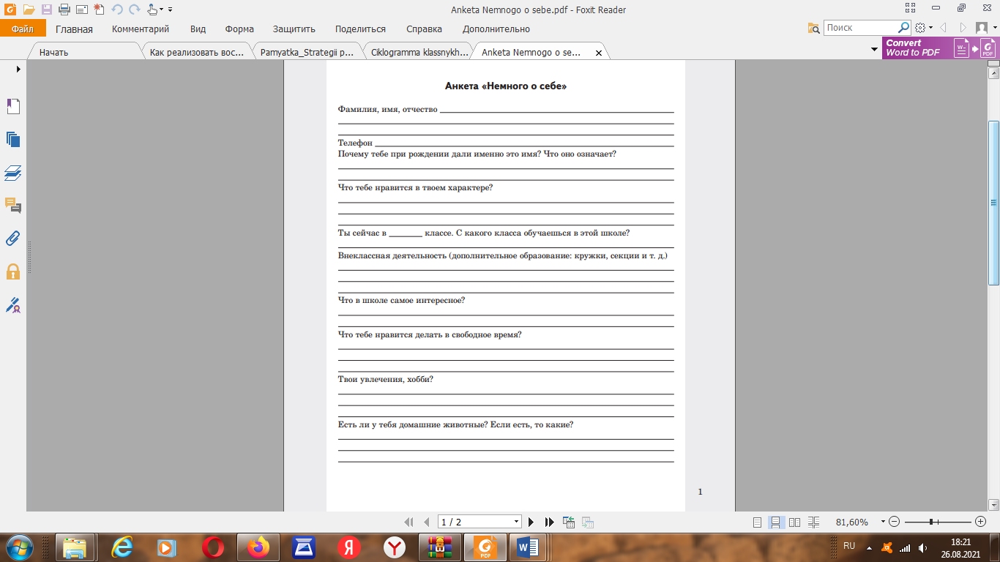 Anketa Nemnogo o sebe.pdf - Foxit Reader
Файл Главная Комментарий Вид Форма Защитить Поделиться Справка Дополнительно Поиск
Начать Как реализовать вос... Pamyatka_Strategii p... Ciklogramma klassnykh... Anketa Nemnogo o se... Convert
Word to PDF
Анкета «Немного о себе»
Фамилия, имя, отчество
Телефон
Почему тебе при рождении дали именно это имя? Что оно означает?
Что тебе нравится в твоем характере?
Ты сейчас в ________ классе. С какого класса обучаешься в этой школе?
Внеклассная деятельность (дополнительное образование: кружки, секции и т. д.)
Что в школе самое интересное?
Что тебе нравится делать в свободное время?
Твои увлечения, хобби?
Есть ли у тебя домашние животные? Если есть, то какие?
1
1 / 2 81,60%
RU 18:21
26.08.2021